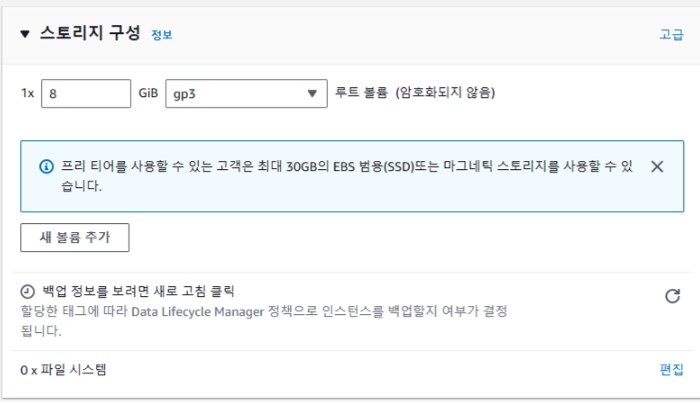 ▼ 스토리지 구성 정보 고급
1x 8 GiB gp3 루트 볼륨 (암호화되지 않음)
프리 티어를 사용할 수 있는 고객은 최대 30GB의 EBS 범용(SSD)또는 마그네틱 스토리지를 사용할 수 있
습니다.
새 볼륨 추가
백업 정보를 보려면 새로 고침 클릭
할당한 태그에 따라 Data Lifecycle Manager 정책으로 인스턴스를 백업할지 여부가 결정
됩니다.
0 x 파일 시스템 편집